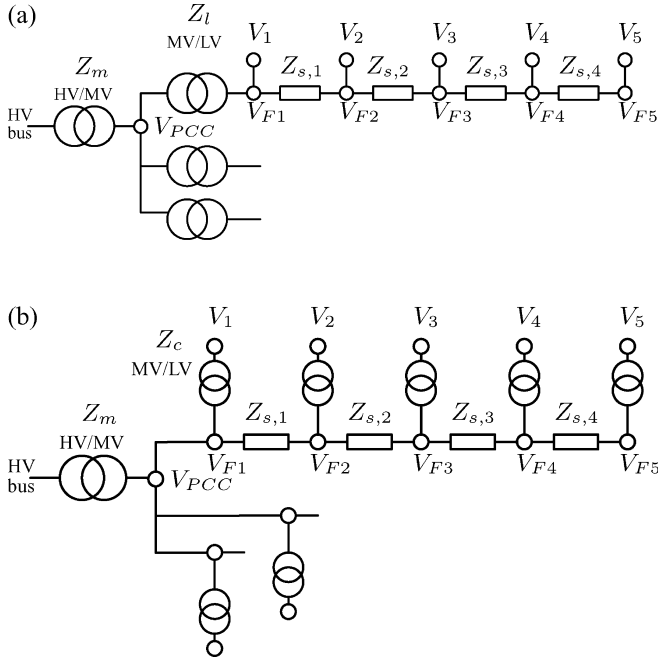 (a)
Z_l
MV/LV
V_1 V_2 V_3 V_4 V_5
Z_m
HV/MV
Z_{s,1} Z_{s,2} Z_{s,3} Z_{s,4}
HV
bus
V_{PCC}
V_{F1} V_{F2} V_{F3} V_{F4} V_{F5}
(b)
V_1 V_2 V_3 V_4 V_5
Z_c
MV/LV
Z_m
HV/MV
Z_{s,1} Z_{s,2} Z_{s,3} Z_{s,4}
HV
bus
V_{PCC}
V_{F1} V_{F2} V_{F3} V_{F4} V_{F5}